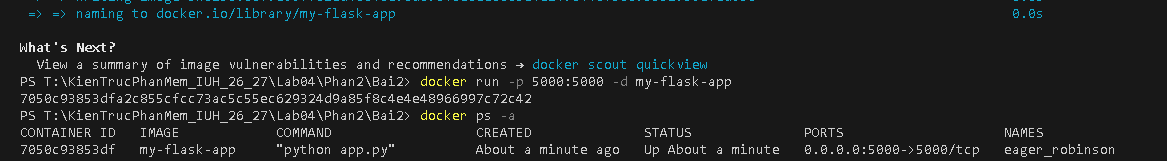 => => naming to docker.io/library/my-flask-app 0.0s
What's Next?
View a summary of image vulnerabilities and recommendations → docker scout quickview
PS T:\KienTrucPhanMem_IUH_26_27\Lab04\Phan2\Bai2> docker run -p 5000:5000 -d my-flask-app
7050c93853dfa2c855cfcc73ac5c55ec629324d9a85f8c4e4e48966997c72c42
PS T:\KienTrucPhanMem_IUH_26_27\Lab04\Phan2\Bai2> docker ps -a
CONTAINER ID IMAGE COMMAND CREATED STATUS PORTS NAMES
7050c93853df my-flask-app "python app.py" About a minute ago Up About a minute 0.0.0.0:5000->5000/tcp eager_robinson